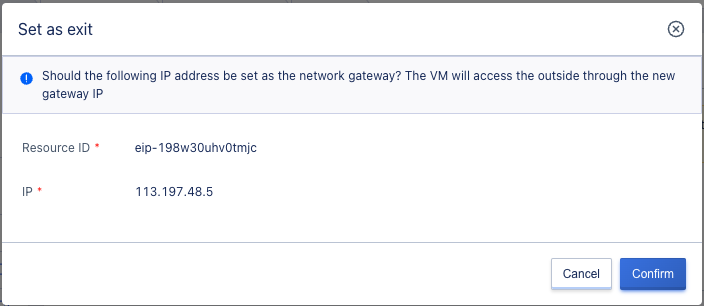 Set as exit
Should the following IP address be set as the network gateway? The VM will access the outside through the new
gateway IP
Resource ID * eip-198w30uhv0tmjc
IP * 113.197.48.5
Cancel Confirm